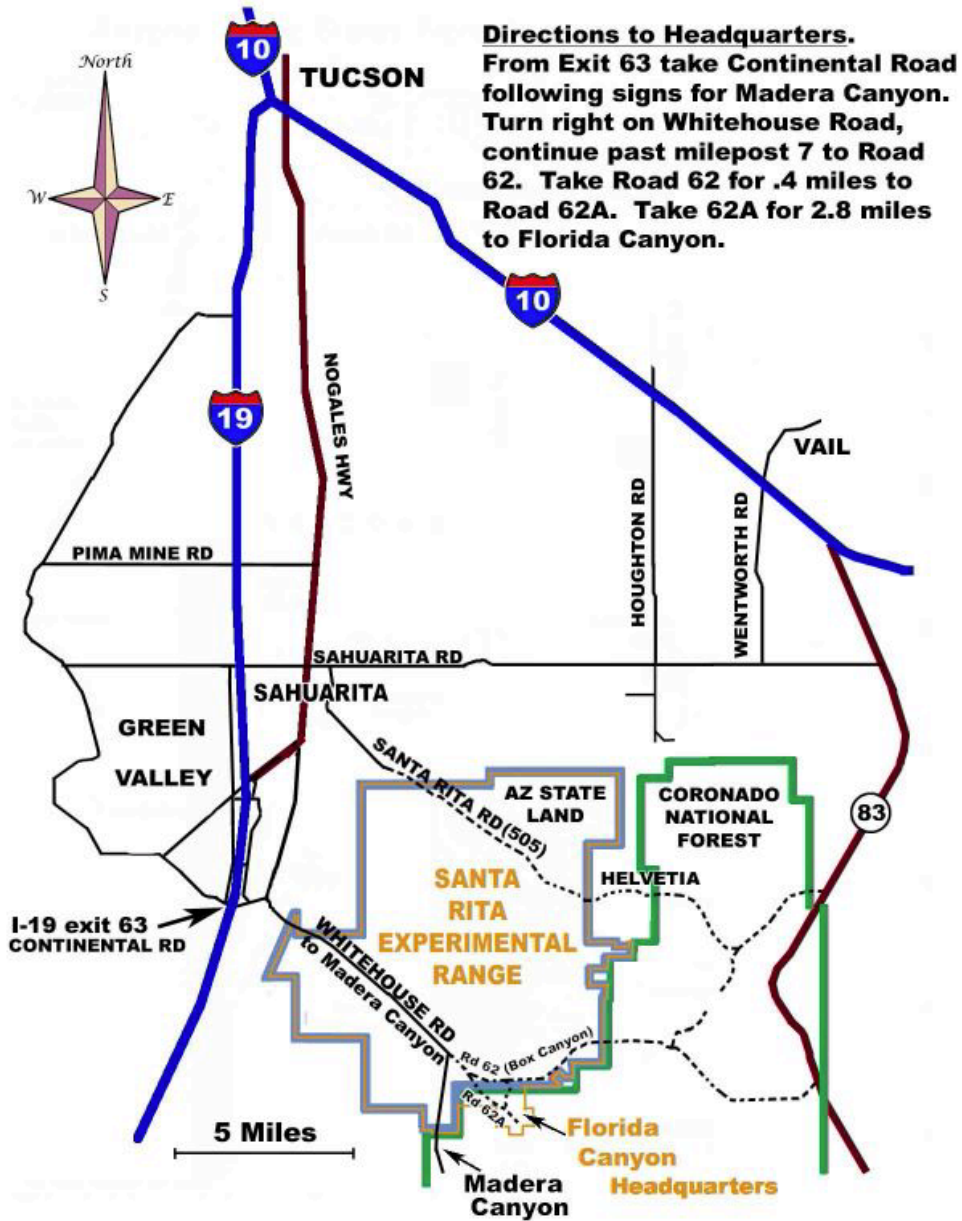 Directions to Headquarters.
From Exit 63 take Continental Road
following signs for Madera Canyon.
Turn right on Whitehouse Road,
continue past milepost 7 to Road
62. Take Road 62 for .4 miles to
Road 62A. Take 62A for 2.8 miles
to Florida Canyon.
10
TUCSON
North
W
E
S
10
19
NOGALES HWY
VAIL
HOUGHTON RD
WENTWORTH RD
PIMA MINE RD
SAHUARITA RD
SAHUARITA
GREEN
VALLEY
SANTA RITA RD (505)
AZ STATE
LAND
CORONADO
NATIONAL
FOREST
83
HELVETIA
SANTA
RITA
EXPERIMENTAL
RANGE
I-19 exit 63
CONTINENTAL RD
WHITEHOUSE RD
to Madera Canyon
Rd 62 (Box Canyon)
Rd 62A
5 Miles
Florida
Canyon
Headquarters
Madera
Canyon